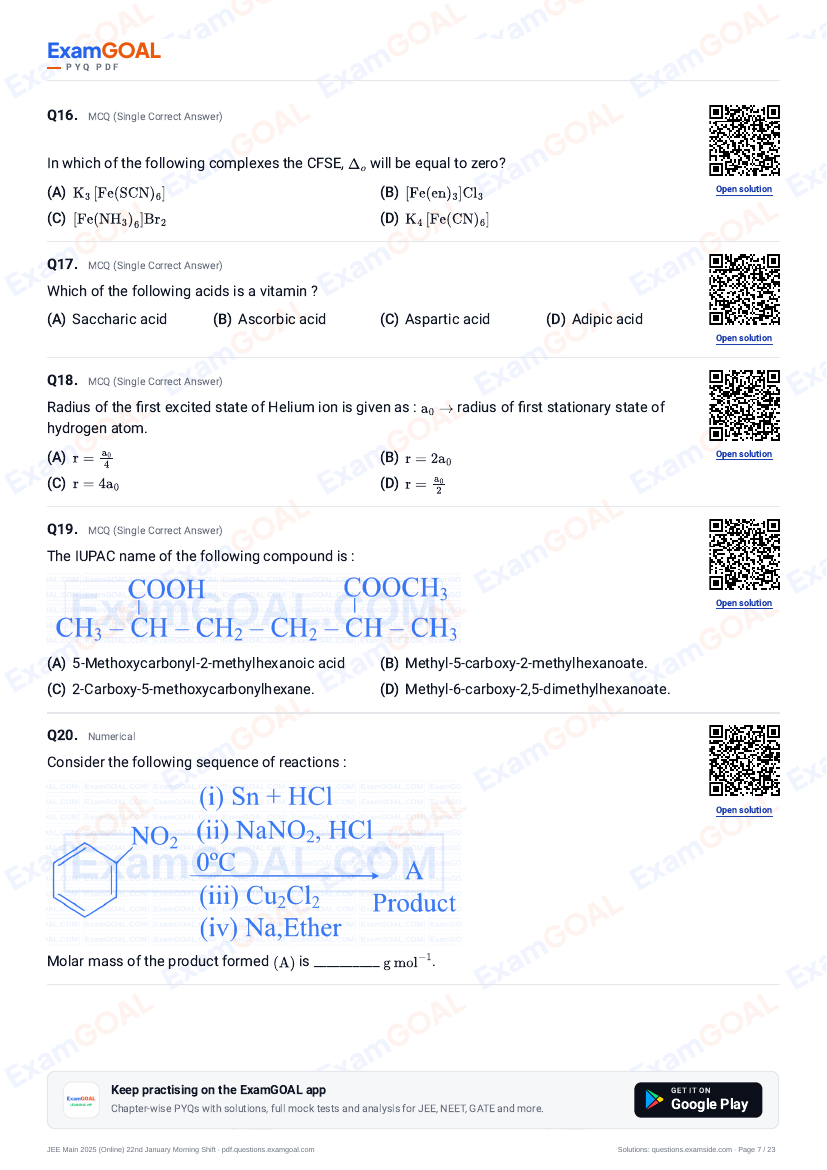 ExamGOAL
PYQ PDF
Q16. MCQ (Single Correct Answer)
In which of the following complexes the CFSE, Δₒ will be equal to zero?
(A) K₃ [Fe(SCN)₆]
(B) [Fe(en)₃]Cl₃
Open solution
(C) [Fe(NH₃)₆]Br₂
(D) K₄ [Fe(CN)₆]
Q17. MCQ (Single Correct Answer)
Which of the following acids is a vitamin ?
(A) Saccharic acid
(B) Ascorbic acid
(C) Aspartic acid
(D) Adipic acid
Open solution
Q18. MCQ (Single Correct Answer)
Radius of the first excited state of Helium ion is given as : a₀ → radius of first stationary state of
hydrogen atom.
(A) r = a₀/4
(B) r = 2a₀
Open solution
(C) r = 4a₀
(D) r = a₀/2
Q19. MCQ (Single Correct Answer)
The IUPAC name of the following compound is :
COOH COOCH₃
CH₃ – CH – CH₂ – CH₂ – CH – CH₃
Open solution
(A) 5-Methoxycarbonyl-2-methylhexanoic acid
(B) Methyl-5-carboxy-2-methylhexanoate.
(C) 2-Carboxy-5-methoxycarbonylhexane.
(D) Methyl-6-carboxy-2,5-dimethylhexanoate.
Q20. Numerical
Consider the following sequence of reactions :
Open solution
NO₂
(i) Sn + HCl
(ii) NaNO₂, HCl
0ºC
(iii) Cu₂Cl₂
(iv) Na,Ether
A
Product
Molar mass of the product formed (A) is __________ g mol⁻¹.
ExamGOAL
Keep practising on the ExamGOAL app
Chapter-wise PYQs with solutions, full mock tests and analysis for JEE, NEET, GATE and more.
GET IT ON
Google Play
JEE Main 2025 (Online) 22nd January Morning Shift · pdf.questions.examgoal.com
Solutions: questions.examside.com · Page 7 / 23